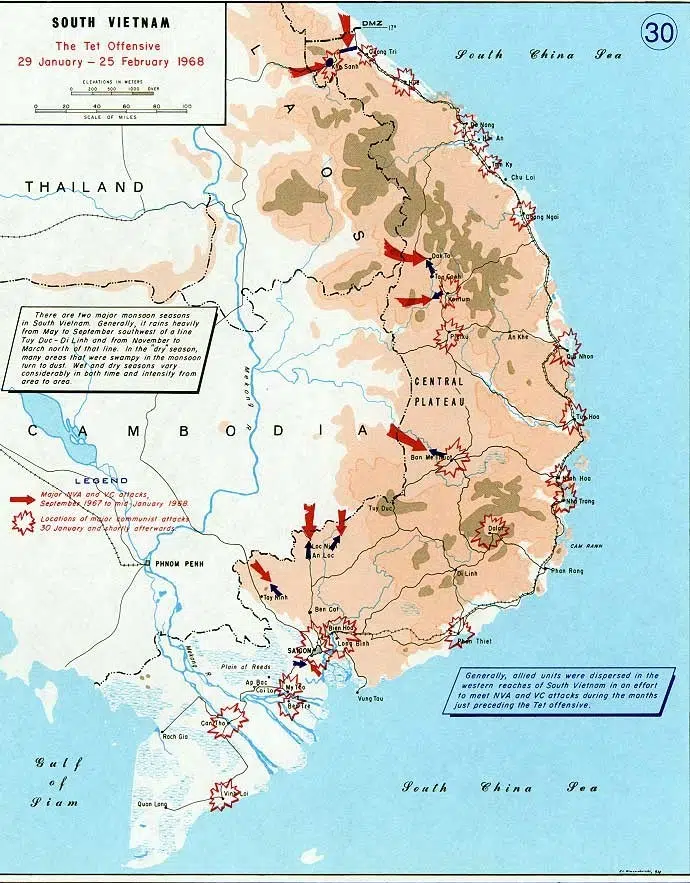 SOUTH VIETNAM
The Tet Offensive
29 January — 25 February 1968
ELEVATIONS IN METERS
0 200 500 1000 OVER
0 20 40 60 80 100
SCALE OF MILES
30
DMZ
17°
Quang Tri
Khe Sanh
Hue
South China Sea
Da Nang
Hoi An
Tam Ky
Chu Lai
Quang Ngai
LAOS
THAILAND
Dak To
Tan Canh
Kontum
Pleiku
An Khe
Qui Nhon
There are two major monsoon seasons
in South Vietnam. Generally, it rains heavily
from May to September southwest of a line
Tuy Duc-Di Linh and from November to
March north of that line. In the "dry" season,
many areas that were swampy in the monsoon
turn to dust. Wet and dry seasons vary
considerably in both time and intensity from
area to area.
Mekong R.
CENTRAL
PLATEAU
Tuy Hoa
CAMBODIA
Ban Me Thuot
Ninh Hoa
Nha Trang
LEGEND
Major NVA and VC attacks,
September 1967 to mid-January 1968.
Locations of major communist attacks
30 January and shortly afterwards.
Tuy Duc
Dalat
CAM RANH
Loc Ninh
An Loc
PHNOM PENH
Di Linh
Phan Rang
Tay Ninh
Ben Cat
Bien Hoa
SAIGON
Long Binh
Phan Thiet
Mekong R.
Plain of Reeds
Ap Bac
Cai Lay
My Tho
Ben Tre
Vung Tau
Generally, allied units were dispersed in the
western reaches of South Vietnam in an effort
to meet NVA and VC attacks during the months
just preceding the Tet offensive.
Can Tho
Rach Gia
Gulf
of
Siam
Quan Long
Vinh Loi
South China Sea